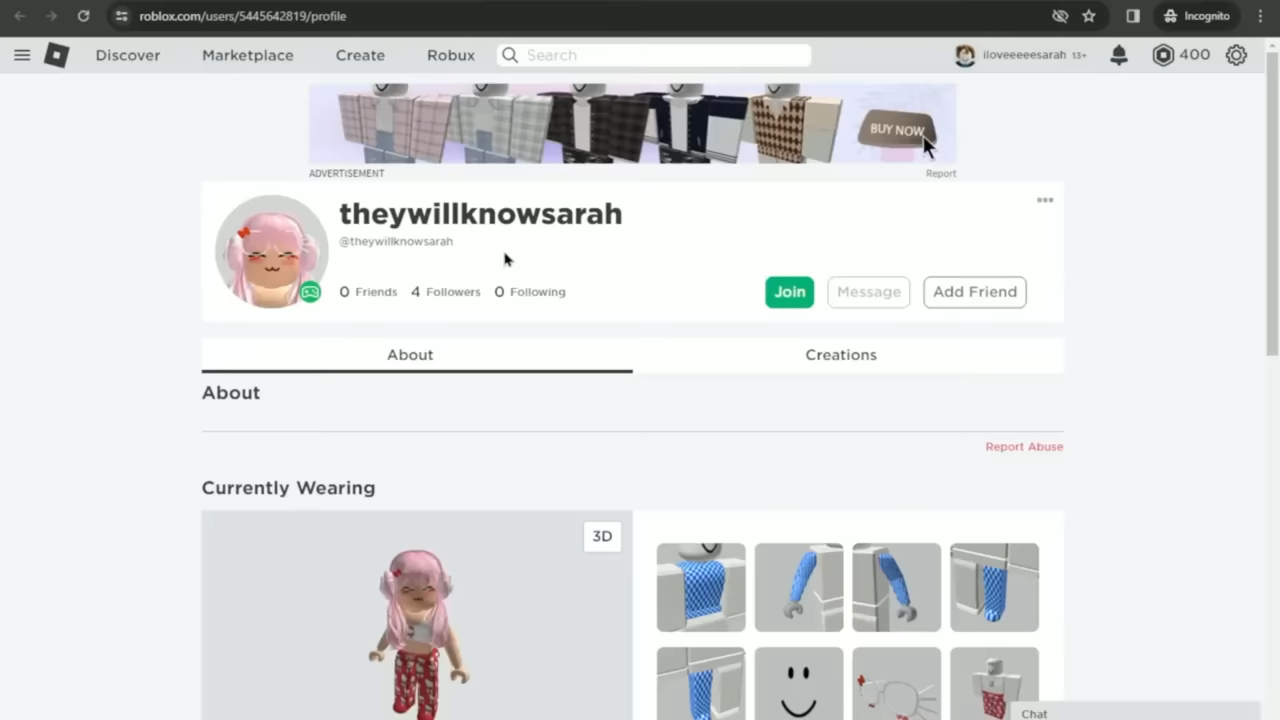 roblox.com/users/5445642819/profile
Incognito
Discover Marketplace Create Robux Search iloveeeeesarah 13+ 400
BUY NOW
ADVERTISEMENT Report
theywillknowsarah
@theywillknowsarah
0 Friends 4 Followers 0 Following
Join Message Add Friend
About Creations
About
Report Abuse
Currently Wearing
3D
Chat